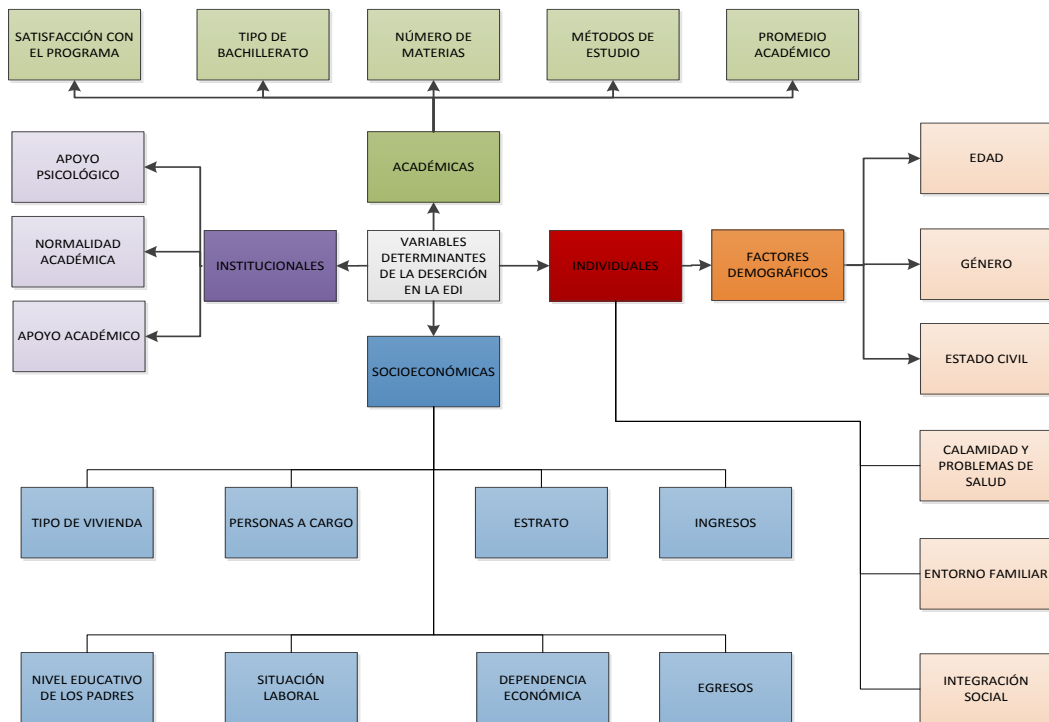 SATISFACCIÓN CON
EL PROGRAMA
TIPO DE
BACHILLERATO
NÚMERO DE
MATERIAS
MÉTODOS DE
ESTUDIO
PROMEDIO
ACADÉMICO
APOYO
PSICOLÓGICO
ACADÉMICAS
EDAD
NORMALIDAD
ACADÉMICA
INSTITUCIONALES
VARIABLES
DETERMINANTES
DE LA DESERCIÓN
EN LA EDI
INDIVIDUALES
FACTORES
DEMOGRÁFICOS
GÉNERO
APOYO ACADÉMICO
SOCIOECONÓMICAS
ESTADO CIVIL
CALAMIDAD Y
PROBLEMAS DE
SALUD
TIPO DE VIVIENDA
PERSONAS A CARGO
ESTRATO
INGRESOS
ENTORNO FAMILIAR
NIVEL EDUCATIVO
DE LOS PADRES
SITUACIÓN
LABORAL
DEPENDENCIA
ECONÓMICA
EGRESOS
INTEGRACIÓN
SOCIAL